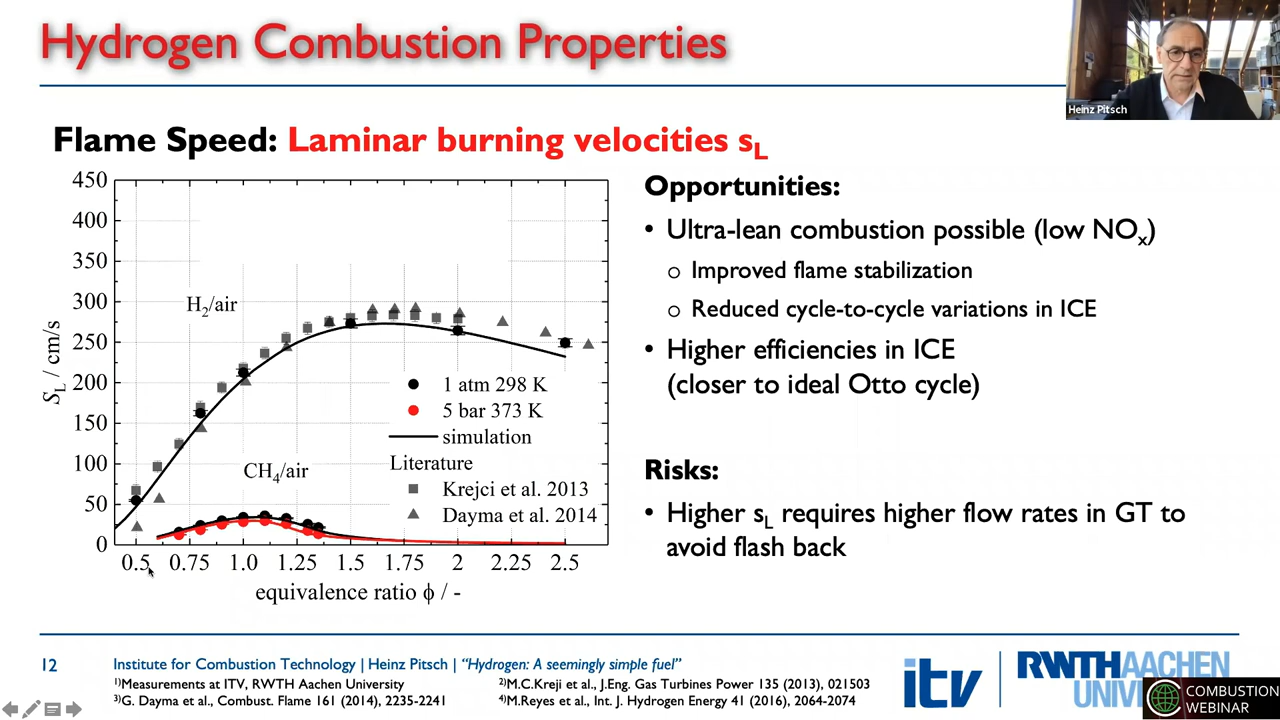 Hydrogen Combustion Properties
Heinz Pitsch
Flame Speed: Laminar burning velocities sL
450
400
350
300
250
200
150
100
50
0
SL / cm/s
H2/air
CH4/air
1 atm 298 K
5 bar 373 K
simulation
Literature
Krejci et al. 2013
Dayma et al. 2014
0.5 0.75 1.0 1.25 1.5 1.75 2 2.25 2.5
equivalence ratio ϕ / -
Opportunities:
• Ultra-lean combustion possible (low NOx)
o Improved flame stabilization
o Reduced cycle-to-cycle variations in ICE
• Higher efficiencies in ICE
(closer to ideal Otto cycle)
Risks:
• Higher sL requires higher flow rates in GT to
avoid flash back
12
Institute for Combustion Technology | Heinz Pitsch | “Hydrogen: A seemingly simple fuel”
1)Measurements at ITV, RWTH Aachen University
2)M.C.Kreji et al., J.Eng. Gas Turbines Power 135 (2013), 021503
3)G. Dayma et al., Combust. Flame 161 (2014), 2235-2241
4)M.Reyes et al., Int. J. Hydrogen Energy 41 (2016), 2064-2074
itv
RWTHAACHEN
COMBUSTION
WEBINAR